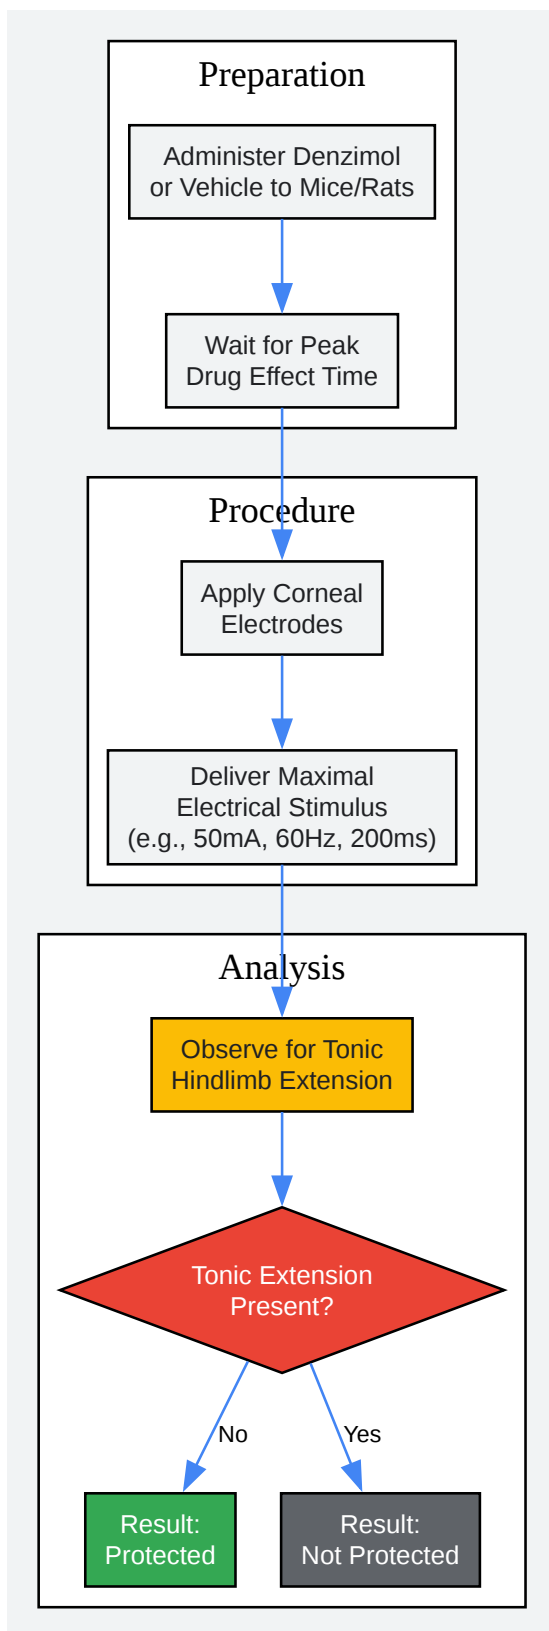 Preparation
Administer Denzimol
or Vehicle to Mice/Rats
Wait for Peak
Drug Effect Time
Procedure
Apply Corneal
Electrodes
Deliver Maximal
Electrical Stimulus
(e.g., 50mA, 60Hz, 200ms)
Analysis
Observe for Tonic
Hindlimb Extension
Tonic Extension
Present?
No
Yes
Result:
Protected
Result:
Not Protected